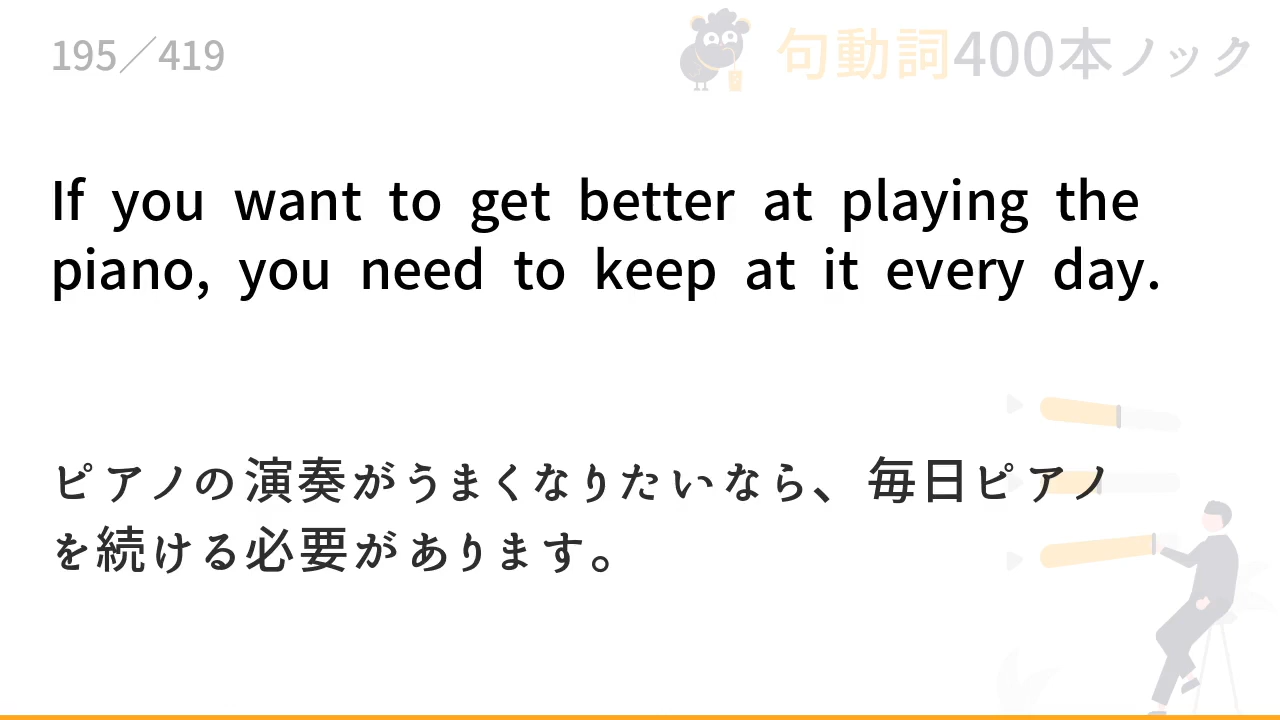 195／419
句動詞400本ノック
If you want to get better at playing the
piano, you need to keep at it every day.
ピアノの演奏がうまくなりたいなら、毎日ピアノ
を続ける必要があります。